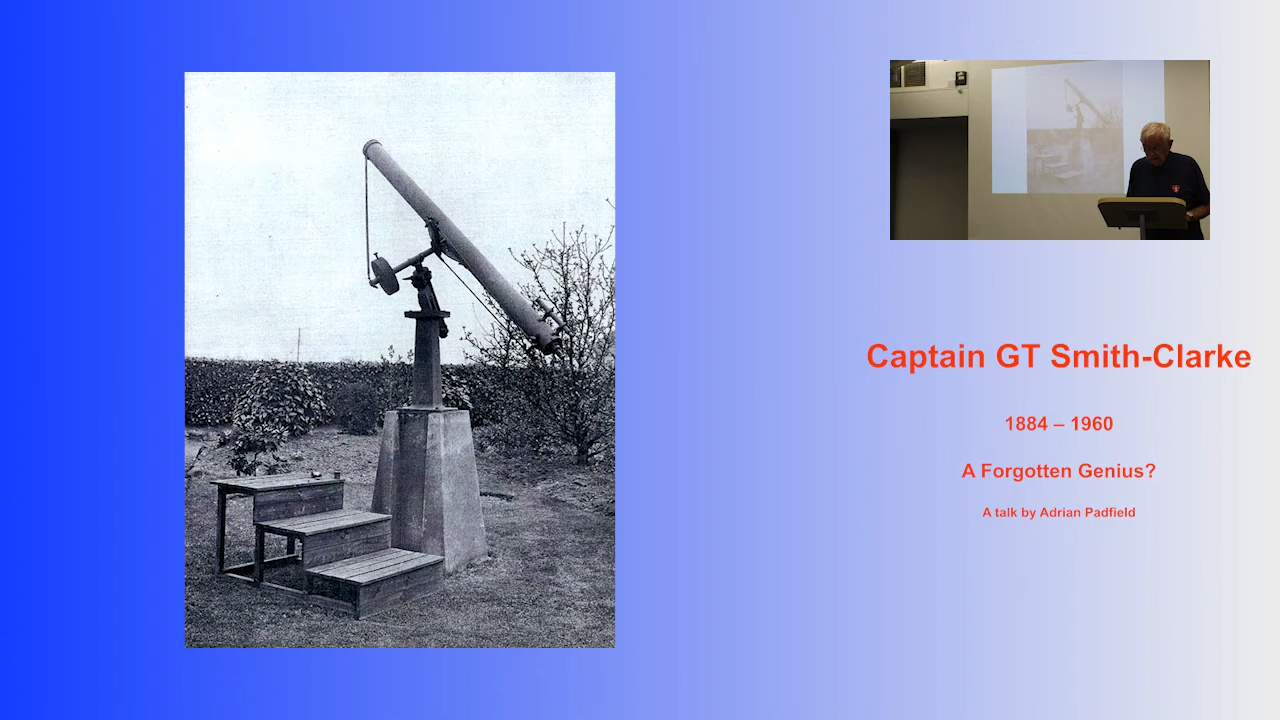 Captain GT Smith-Clarke
1884 – 1960
A Forgotten Genius?
A talk by Adrian Padfield